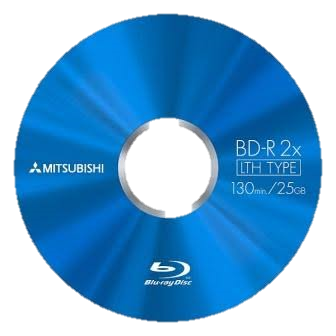 MITSUBISHI
BD-R 2x
LTH TYPE
130min./25GB
Blu-ray Disc